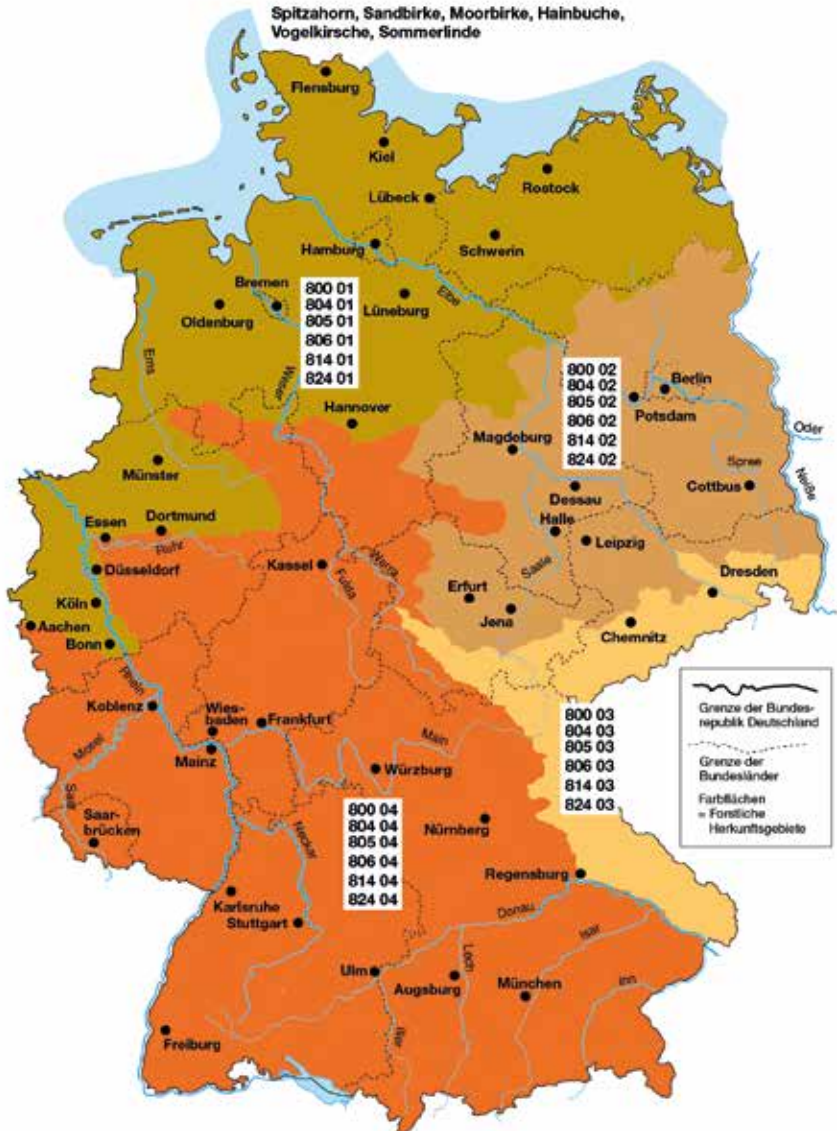 Spitzahorn, Sandbirke, Moorbirke, Hainbuche,
Vogelkirsche, Sommerlinde
Flensburg
Kiel
Rostock
Lübeck
Schwerin
Hamburg
Elbe
Bremen
Lüneburg
Oldenburg
800 01
804 01
805 01
806 01
814 01
824 01
Ems
Weser
Hannover
800 02
804 02
805 02
806 02
814 02
824 02
Berlin
Potsdam
Oder
Neiße
Magdeburg
Spree
Münster
Dessau
Cottbus
Essen
Dortmund
Ruhr
Halle
Leipzig
Saale
Düsseldorf
Kassel
Fulda
Werra
Dresden
Erfurt
Jena
Köln
Aachen
Chemnitz
Bonn
Rhein
Koblenz
Wies-
baden
Frankfurt
Main
Mainz
Mosel
Saar
Würzburg
800 03
804 03
805 03
806 03
814 03
824 03
Grenze der Bundes-
republik Deutschland
Grenze der
Bundesländer
Farbflächen
= Forstliche
Herkunftsgebiete
Saar-
brücken
Neckar
800 04
804 04
805 04
806 04
814 04
824 04
Nürnberg
Regensburg
Karlsruhe
Stuttgart
Donau
Isar
Lech
Ulm
Augsburg
München
Inn
Iller
Freiburg